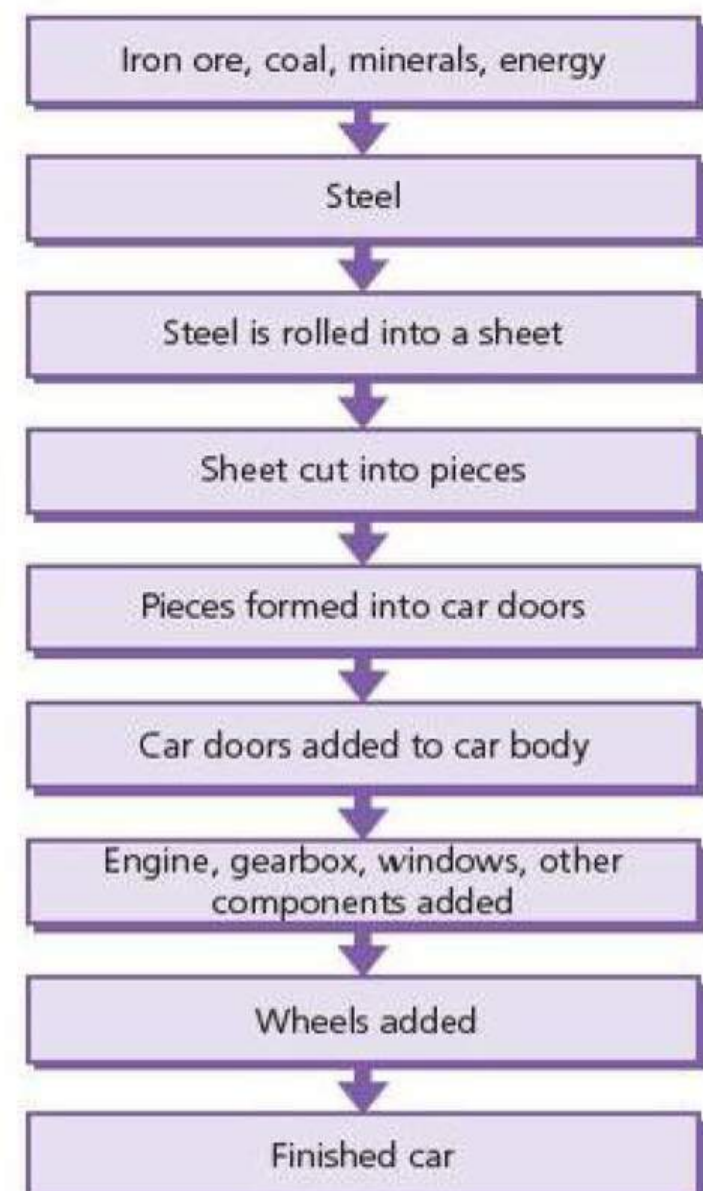 Iron ore, coal, minerals, energy
Steel
Steel is rolled into a sheet
Sheet cut into pieces
Pieces formed into car doors
Car doors added to car body
Engine, gearbox, windows, other
components added
Wheels added
Finished car